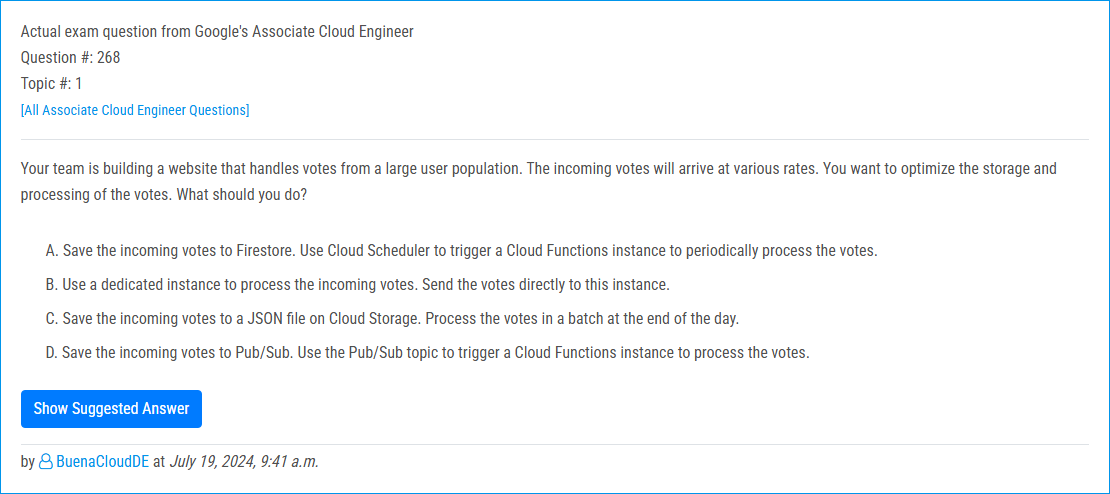 Actual exam question from Google's Associate Cloud Engineer
Question #: 268
Topic #: 1
[All Associate Cloud Engineer Questions]
Your team is building a website that handles votes from a large user population. The incoming votes will arrive at various rates. You want to optimize the storage and
processing of the votes. What should you do?
A. Save the incoming votes to Firestore. Use Cloud Scheduler to trigger a Cloud Functions instance to periodically process the votes.
B. Use a dedicated instance to process the incoming votes. Send the votes directly to this instance.
C. Save the incoming votes to a JSON file on Cloud Storage. Process the votes in a batch at the end of the day.
D. Save the incoming votes to Pub/Sub. Use the Pub/Sub topic to trigger a Cloud Functions instance to process the votes.
Show Suggested Answer
by BuenaCloudDE at July 19, 2024, 9:41 a.m.